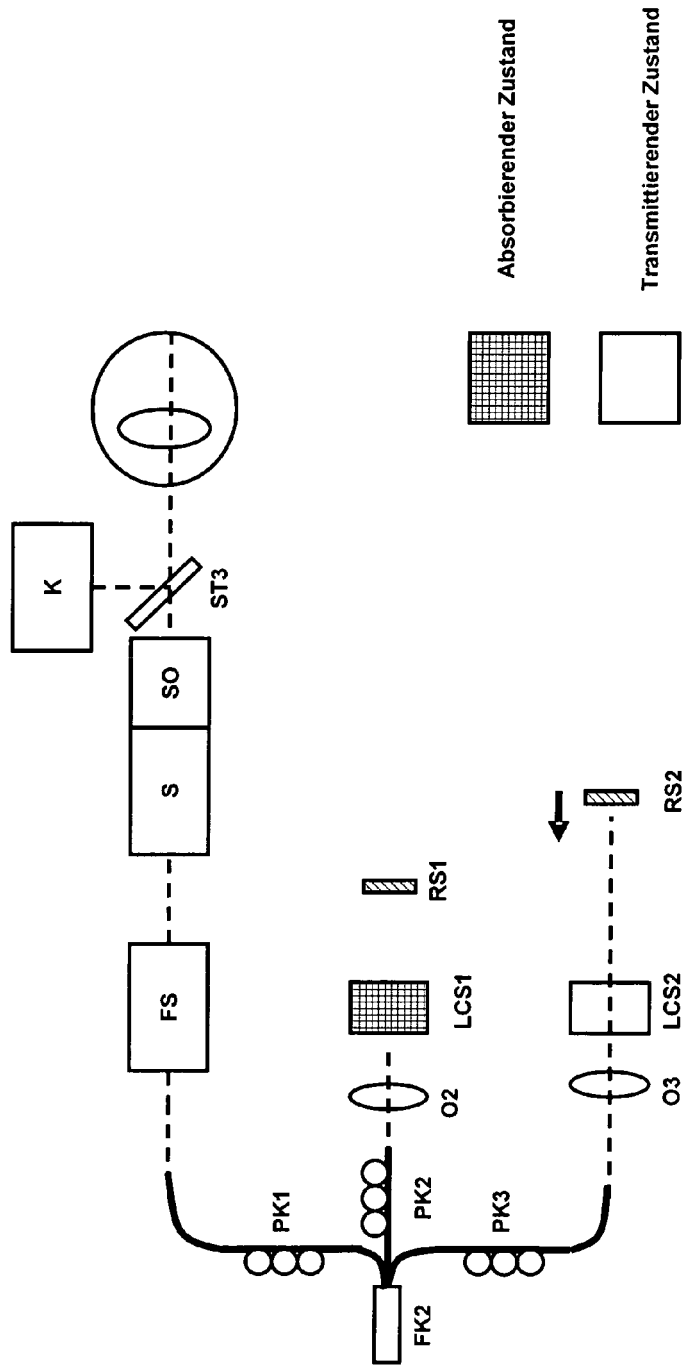 K
ST3
SO
S
FS
PK1
PK2
PK3
FK2
O2
LCS1
RS1
O3
LCS2
RS2
Absorbierender Zustand
Transmittierender Zustand